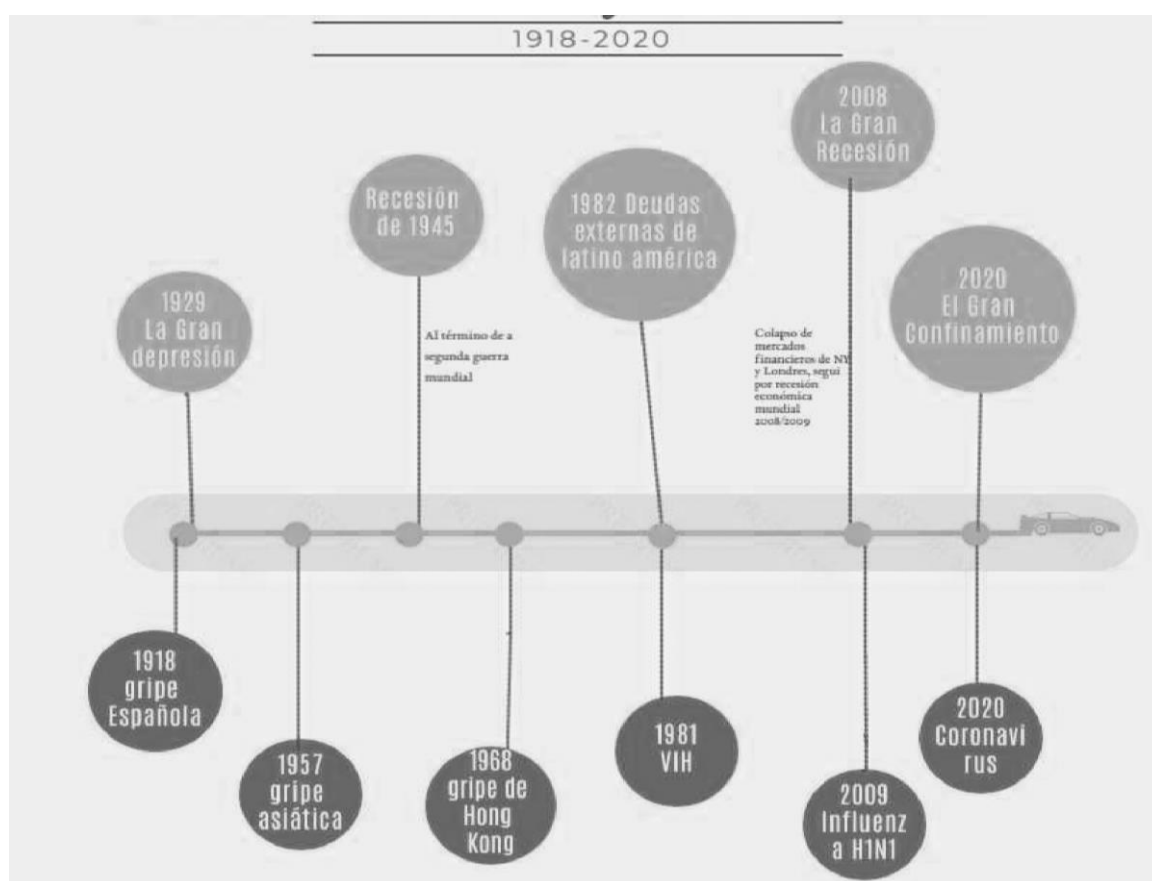 1918-2020
2008
La Gran
Recesión
Recesión
de 1945
1982 Deudas
externas de
latino américa
2020
El Gran
Confinamiento
1929
La Gran
depresión
Al término de a
segunda guerra
mundial
Colapso de
mercados
financieros de NY
y Londres, segui
por recesión
económica
mundial
2008/2009
1918
gripe
Española
1957
gripe
asiática
1968
gripe de
Hong
Kong
1981
VIH
2009
Influenz
a H1N1
2020
Coronavi
rus